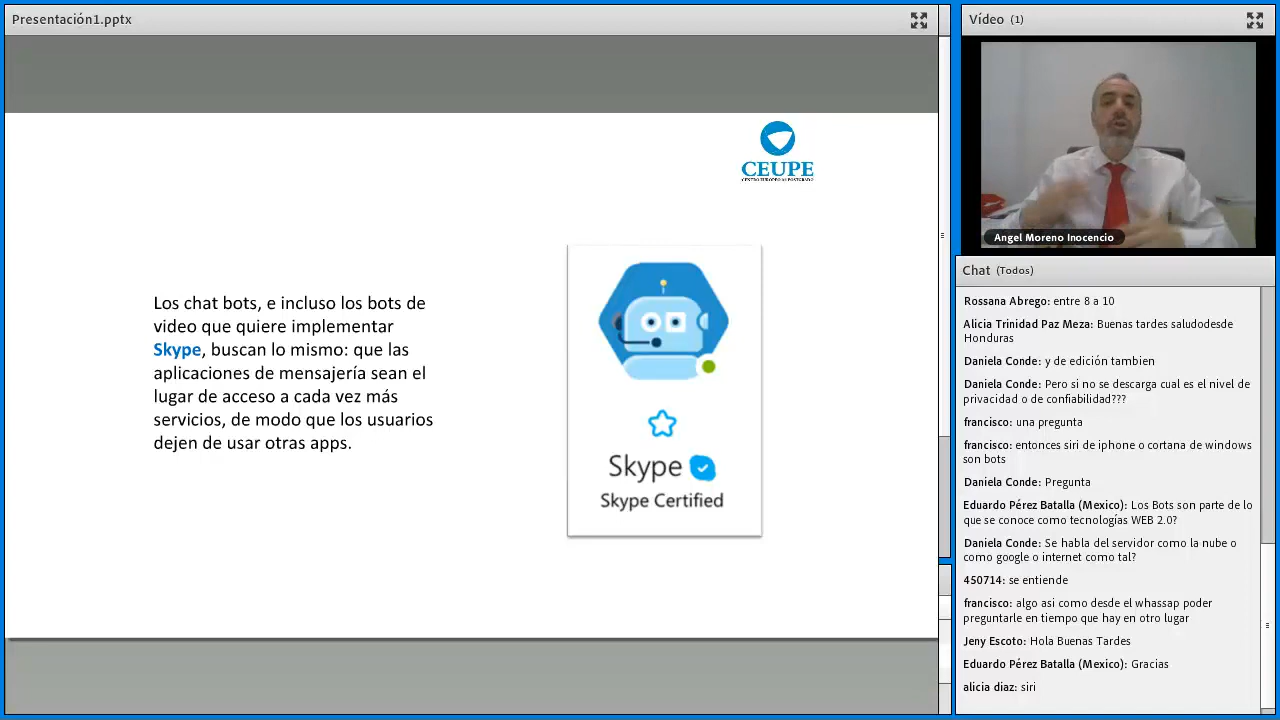 Presentación1.pptx
CEUPE
CENTRO EUROPEO DE POSTGRADO
Los chat bots, e incluso los bots de
video que quiere implementar
Skype, buscan lo mismo: que las
aplicaciones de mensajería sean el
lugar de acceso a cada vez más
servicios, de modo que los usuarios
dejen de usar otras apps.
Skype
Skype Certified
Vídeo (1)
Angel Moreno Inocencio
Chat (Todos)
Rossana Abrego: entre 8 a 10
Alicia Trinidad Paz Meza: Buenas tardes saludodesde
Honduras
Daniela Conde: y de edición tambien
Daniela Conde: Pero si no se descarga cual es el nivel de
privacidad o de confiabilidad???
francisco: una pregunta
francisco: entonces siri de iphone o cortana de windows
son bots
Daniela Conde: Pregunta
Eduardo Pérez Batalla (Mexico): Los Bots son parte de lo
que se conoce como tecnologías WEB 2.0?
Daniela Conde: Se habla del servidor como la nube o
como google o internet como tal?
450714: se entiende
francisco: algo asi como desde el whassap poder
preguntarle en tiempo que hay en otro lugar
Jeny Escoto: Hola Buenas Tardes
Eduardo Pérez Batalla (Mexico): Gracias
alicia diaz: siri